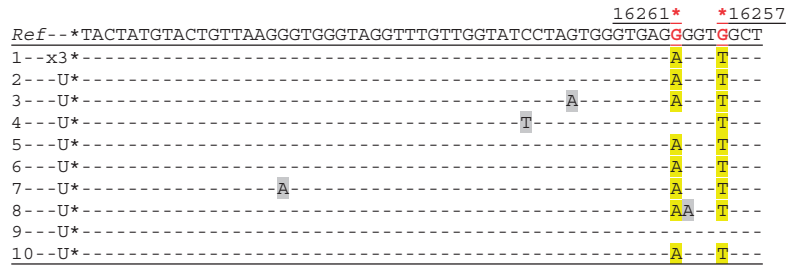 16261* *16257
Ref--*TACTATGTACTGTTAAGGGTGGGTAGGTTTGTTGGTATCCTAGTGGGTGAGGGGTGGCT
1--x3*---------------------------------------------------A---T---
2---U*---------------------------------------------------A---T---
3---U*------------------------------------------A--------A---T---
4---U*--------------------------------------T----------------T---
5---U*---------------------------------------------------A---T---
6---U*---------------------------------------------------A---T---
7---U*-----------------A---------------------------------A---T---
8---U*---------------------------------------------------AA--T---
9---U*-----------------------------------------------------------
10--U*---------------------------------------------------A---T---